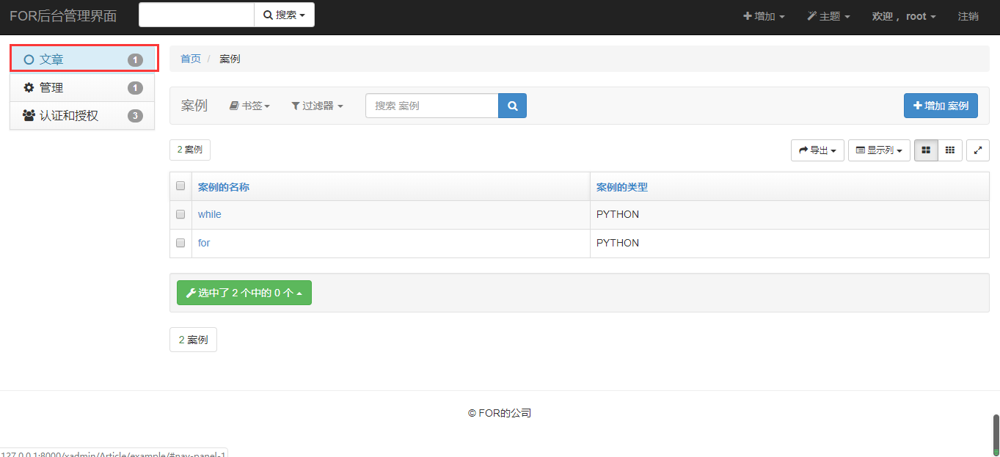 FOR后台管理界面 搜索 增加 主题 欢迎， root 注销
文章 1
管理 1
认证和授权 3
首页 / 案例
案例 书签 过滤器 搜索 案例 增加 案例
2 案例 导出 显示列
案例的名称 案例的类型
while PYTHON
for PYTHON
选中了 2 个中的 0 个
2 案例
© FOR的公司
127.0.0.1:8000/xadmin/Article/example/#nav-panel-1